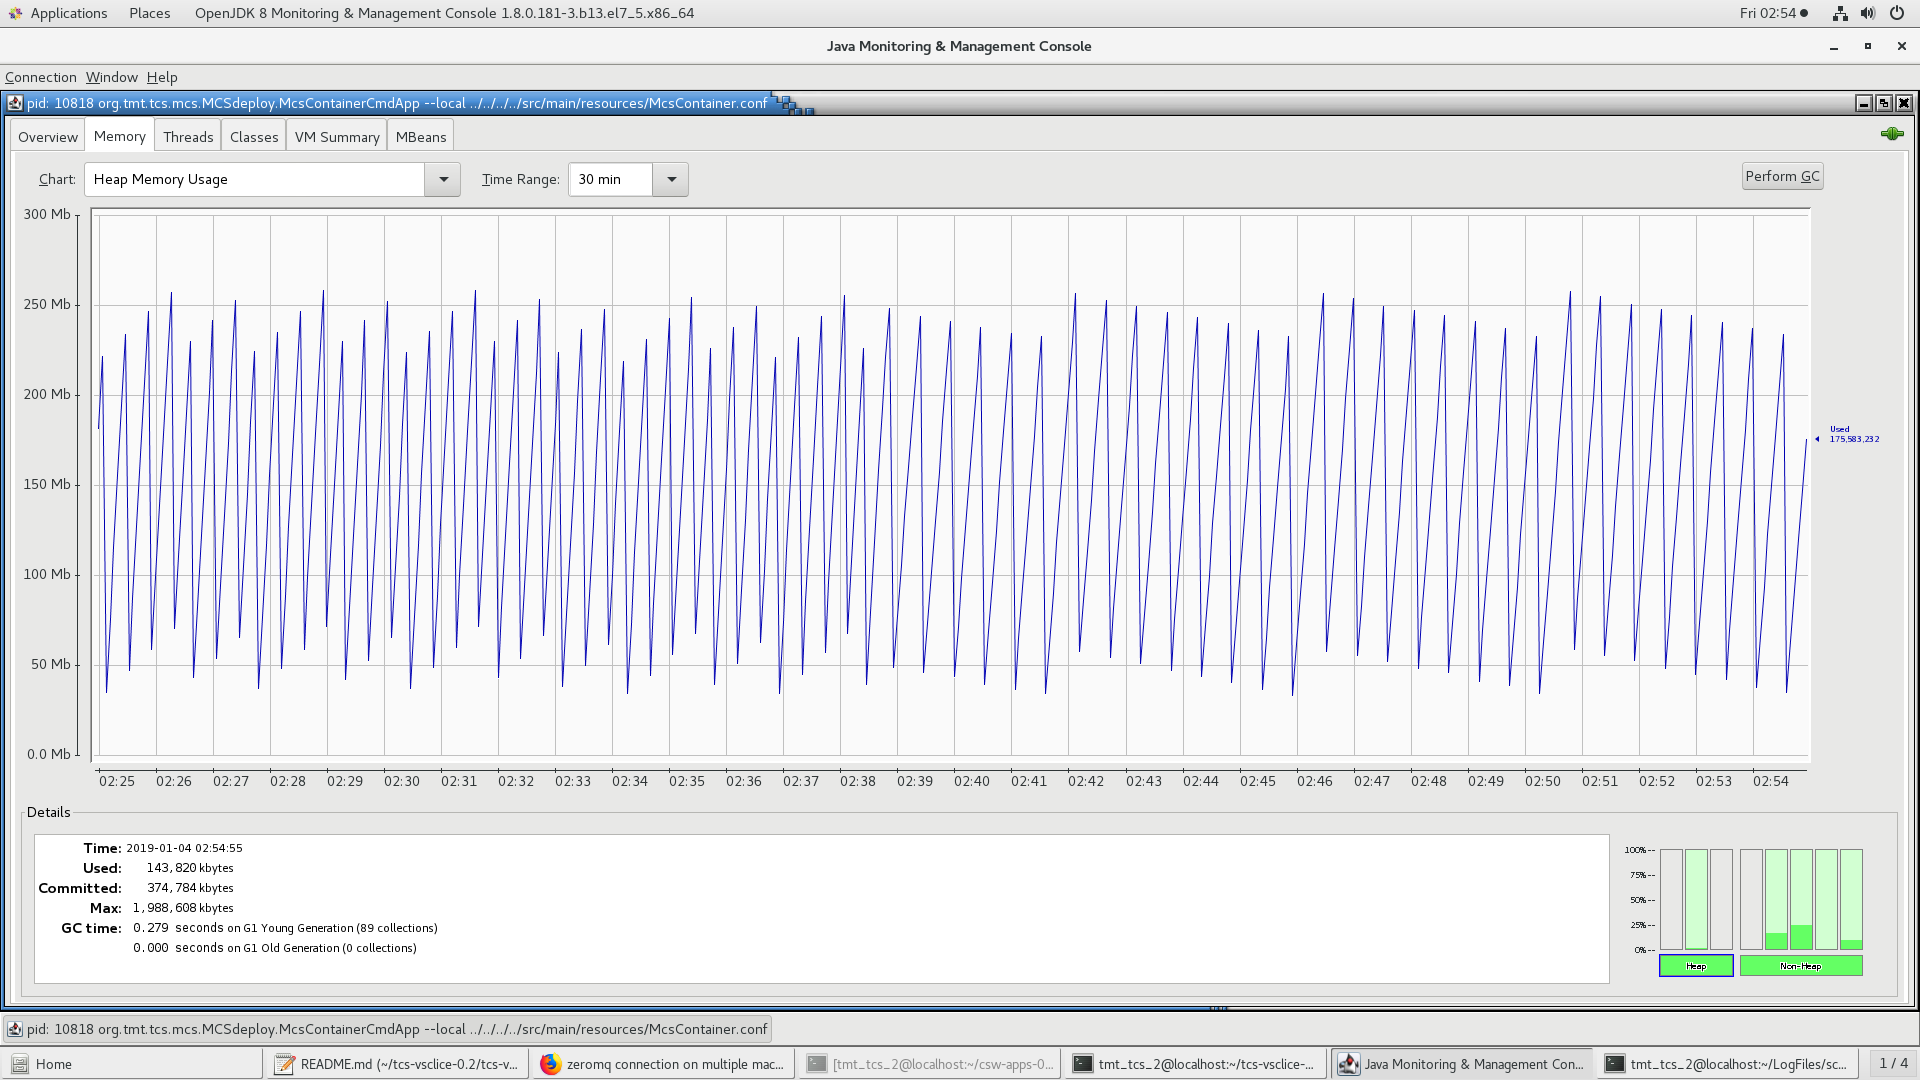 Applications Places OpenJDK 8 Monitoring & Management Console 1.8.0.181-3.b13.el7_5.x86_64 Fri 02:54
Java Monitoring & Management Console
Connection Window Help
pid: 10818 org.tmt.tcs.mcs.MCSdeploy.McsContainerCmdApp --local ../../../../src/main/resources/McsContainer.conf
Overview Memory Threads Classes VM Summary MBeans
Chart: Heap Memory Usage Time Range: 30 min Perform GC
300 Mb
250 Mb
200 Mb
Used
175,583,232
150 Mb
100 Mb
50 Mb
0.0 Mb
02:25 02:26 02:27 02:28 02:29 02:30 02:31 02:32 02:33 02:34 02:35 02:36 02:37 02:38 02:39 02:40 02:41 02:42 02:43 02:44 02:45 02:46 02:47 02:48 02:49 02:50 02:51 02:52 02:53 02:54
Details
Time: 2019-01-04 02:54:55
Used: 143,820 kbytes
Committed: 374,784 kbytes
Max: 1,988,608 kbytes
GC time: 0.279 seconds on G1 Young Generation (89 collections)
0.000 seconds on G1 Old Generation (0 collections)
100% --
75% --
50% --
25% --
0% --
Heap Non-Heap
pid: 10818 org.tmt.tcs.mcs.MCSdeploy.McsContainerCmdApp --local ../../../../src/main/resources/McsContainer.conf
Home README.md (~/tcs-vsclice-0.2/tcs-v... zeromq connection on multiple mac... [tmt_tcs_2@localhost:~/csw-apps-0... tmt_tcs_2@localhost:~/tcs-vsclice-... Java Monitoring & Management Con... tmt_tcs_2@localhost:~/LogFiles/sc... 1 / 4